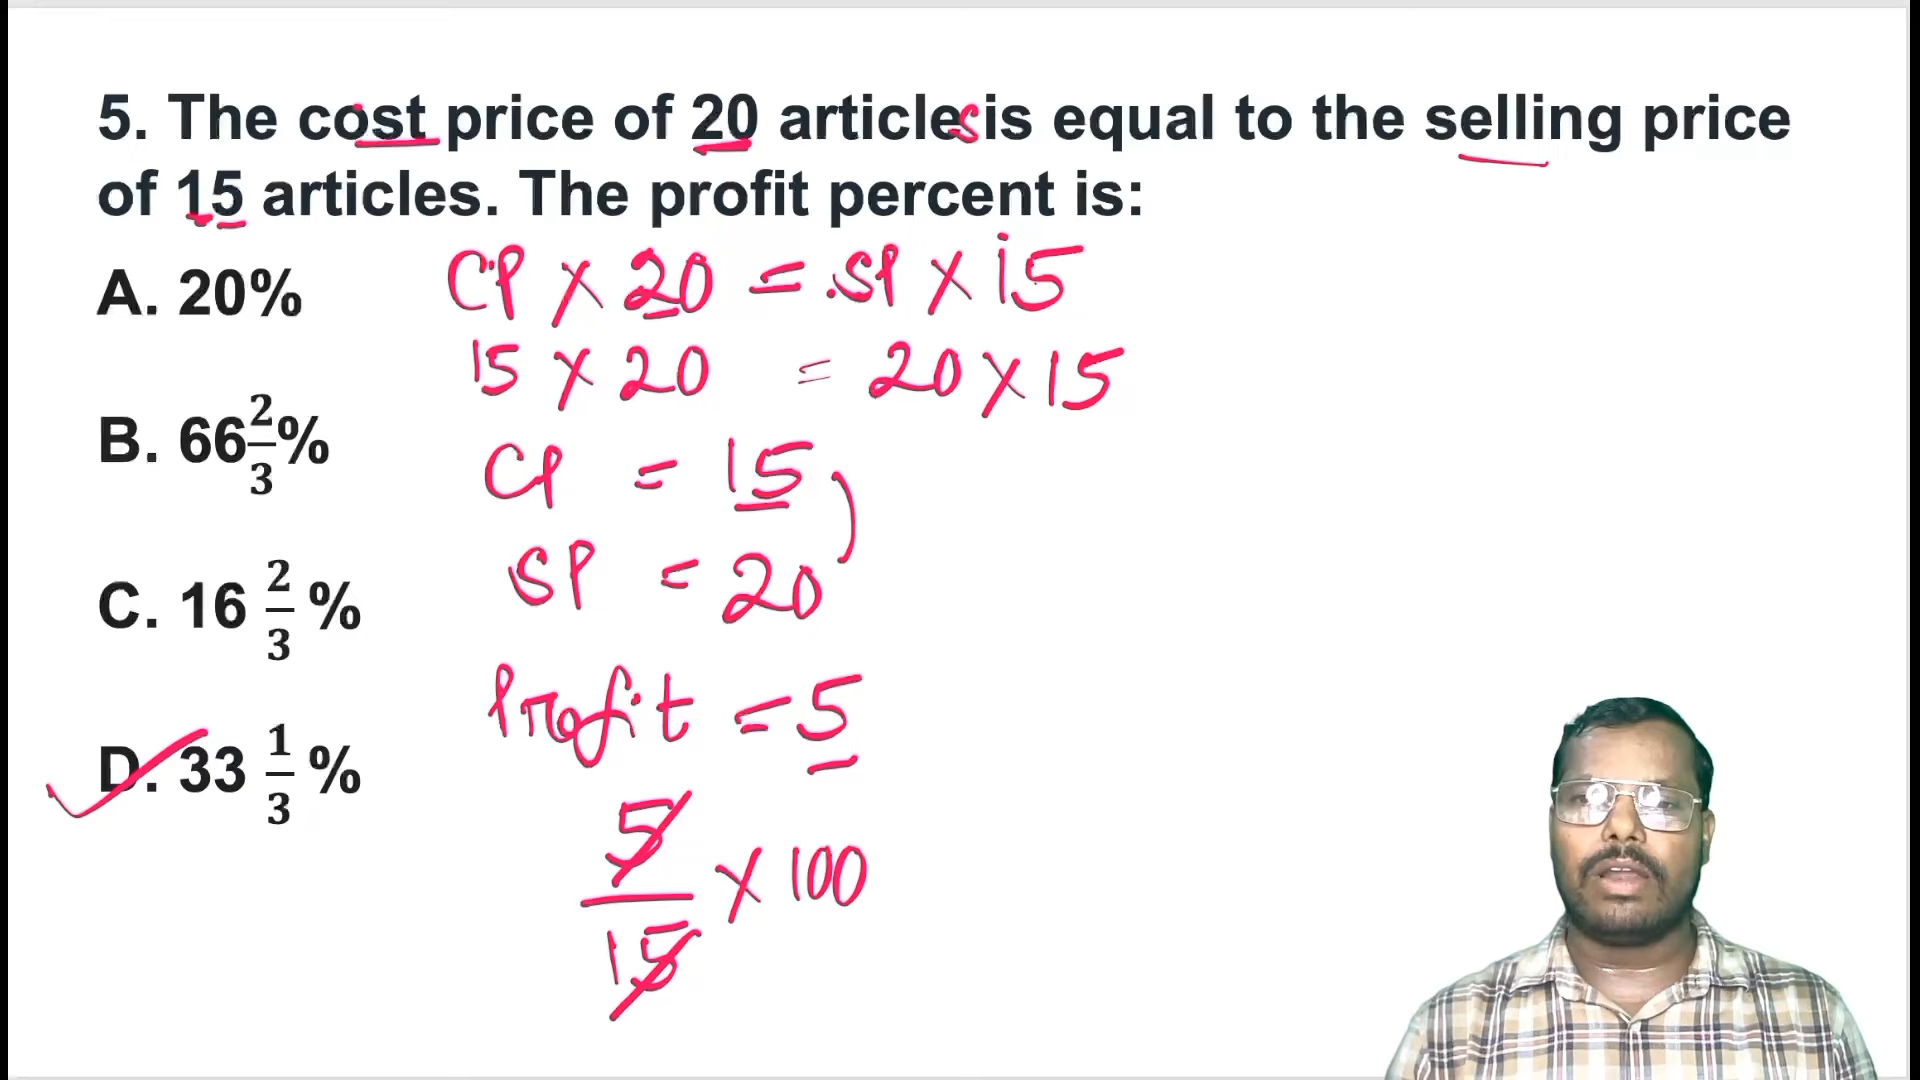 5. The cost price of 20 articles is equal to the selling price
of 15 articles. The profit percent is:
A. 20%
CP × 20 = SP × 15
15 × 20 = 20 × 15
B. 66 2/3%
CP = 15
SP = 20
C. 16 2/3 %
Profit = 5
D. 33 1/3 %
5/15 × 100